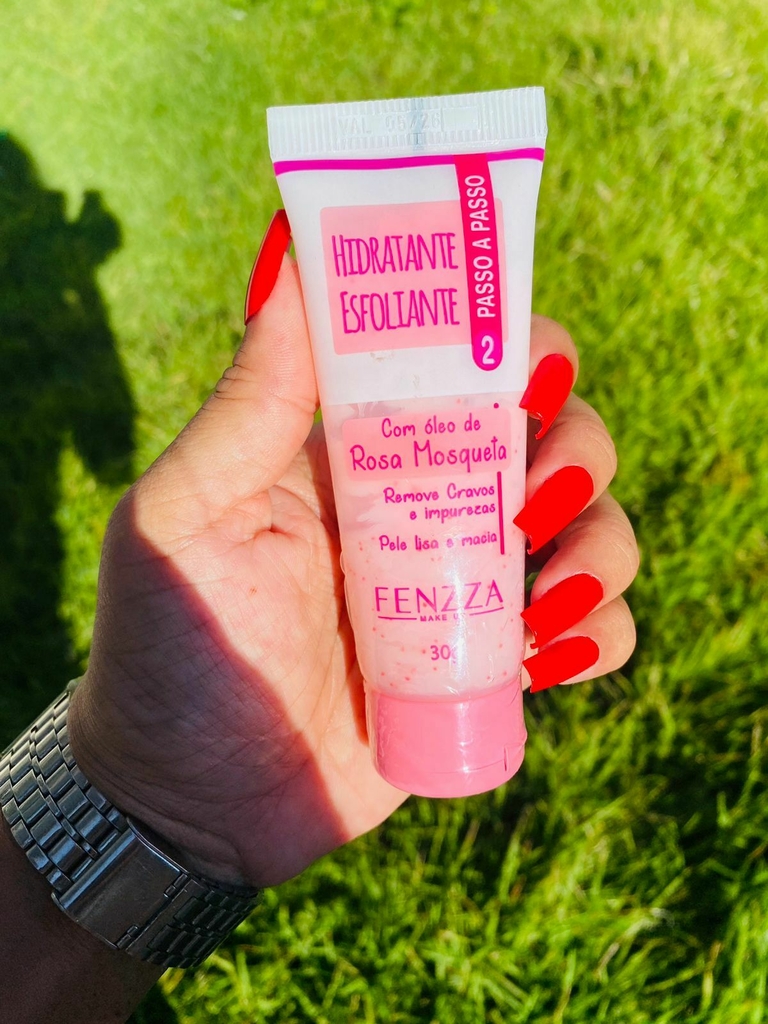 VAL 05/26
HIDRATANTE
ESFOLIANTE
2 PASSO A PASSO
Com óleo de
Rosa Mosqueta
Remove Cravos
e impurezas
Pele lisa e macia
FENZZA
MAKE UP
30g